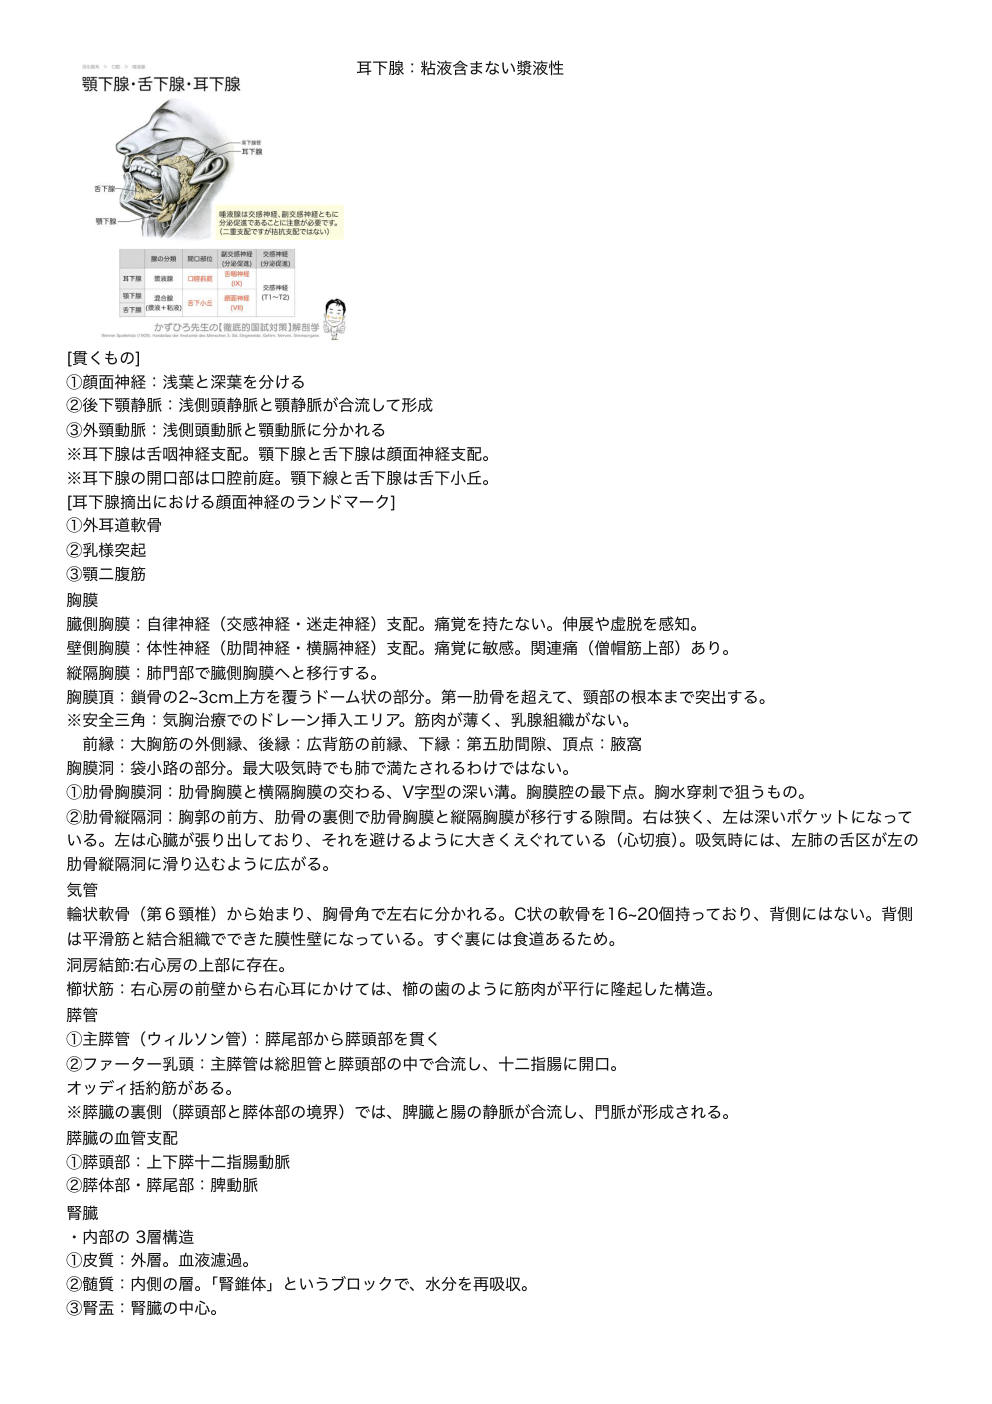 耳下腺：粘液含まない漿液性
顎下腺･舌下腺･耳下腺
耳下腺管
耳下腺
舌下腺
顎下腺
唾液腺は交感神経、副交感神経ともに
分泌促進であることに注意が必要です。
（二重支配ですが拮抗支配ではない）
腺の分類 開口部位 副交感神経(分泌促進) 交感神経(分泌促進)
耳下腺 漿液腺 口腔前庭 舌咽神経(IX) 交感神経(T1～T2)
顎下腺 混合腺(漿液＋粘液) 舌下小丘 顔面神経(VII)
舌下腺
かずひろ先生の【徹底的国試対策】解剖学
[貫くもの]
①顔面神経：浅葉と深葉を分ける
②後下顎静脈：浅側頭静脈と顎静脈が合流して形成
③外頸動脈：浅側頭動脈と顎動脈に分かれる
※耳下腺は舌咽神経支配。顎下腺と舌下腺は顔面神経支配。
※耳下腺の開口部は口腔前庭。顎下線と舌下腺は舌下小丘。
[耳下腺摘出における顔面神経のランドマーク]
①外耳道軟骨
②乳様突起
③顎二腹筋
胸膜
臓側胸膜：自律神経（交感神経・迷走神経）支配。痛覚を持たない。伸展や虚脱を感知。
壁側胸膜：体性神経（肋間神経・横膈神経）支配。痛覚に敏感。関連痛（僧帽筋上部）あり。
縦隔胸膜：肺門部で臓側胸膜へと移行する。
胸膜頂：鎖骨の2~3cm上方を覆うドーム状の部分。第一肋骨を超えて、頸部の根本まで突出する。
※安全三角：気胸治療でのドレーン挿入エリア。筋肉が薄く、乳腺組織がない。
　前縁：大胸筋の外側縁、後縁：広背筋の前縁、下縁：第五肋間隙、頂点：腋窩
胸膜洞：袋小路の部分。最大吸気時でも肺で満たされるわけではない。
①肋骨胸膜洞：肋骨胸膜と横隔胸膜の交わる、V字型の深い溝。胸膜腔の最下点。胸水穿刺で狙うもの。
②肋骨縦隔洞：胸郭の前方、肋骨の裏側で肋骨胸膜と縦隔胸膜が移行する隙間。右は狭く、左は深いポケットになって
いる。左は心臓が張り出しており、それを避けるように大きくえぐれている（心切痕）。吸気時には、左肺の舌区が左の
肋骨縦隔洞に滑り込むように広がる。
気管
輪状軟骨（第６頸椎）から始まり、胸骨角で左右に分かれる。C状の軟骨を16~20個持っており、背側にはない。背側
は平滑筋と結合組織でできた膜性壁になっている。すぐ裏には食道あるため。
洞房結節:右心房の上部に存在。
櫛状筋：右心房の前壁から右心耳にかけては、櫛の歯のように筋肉が平行に隆起した構造。
膵管
①主膵管（ウィルソン管）：膵尾部から膵頭部を貫く
②ファーター乳頭：主膵管は総胆管と膵頭部の中で合流し、十二指腸に開口。
オッディ括約筋がある。
※膵臓の裏側（膵頭部と膵体部の境界）では、脾臓と腸の静脈が合流し、門脈が形成される。
膵臓の血管支配
①膵頭部：上下膵十二指腸動脈
②膵体部・膵尾部：脾動脈
腎臓
・内部の 3層構造
①皮質：外層。血液濾過。
②髄質：内側の層。「腎錐体」というブロックで、水分を再吸収。
③腎盂：腎臓の中心。